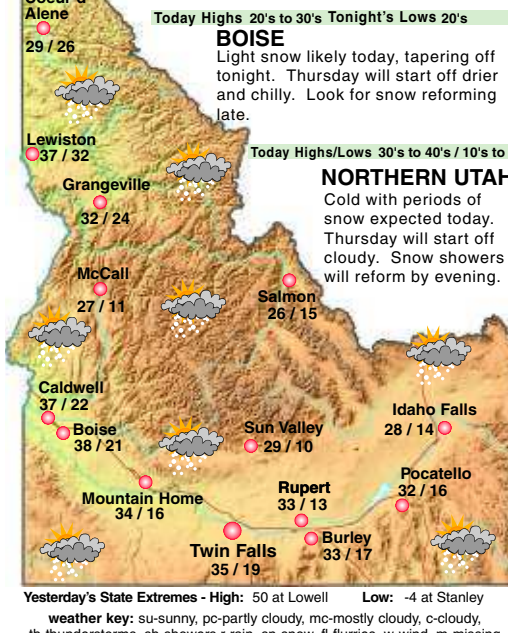 Alene
29 / 26
Today Highs 20's to 30's Tonight's Lows 20's
BOISE
Light snow likely today, tapering off
tonight. Thursday will start off drier
and chilly. Look for snow reforming
late.
Lewiston
37 / 32
Today Highs/Lows 30's to 40's / 10's to
NORTHERN UTAH
Cold with periods of
snow expected today.
Thursday will start off
cloudy. Snow showers
will reform by evening.
Grangeville
32 / 24
McCall
27 / 11
Salmon
26 / 15
Caldwell
37 / 22
Boise
38 / 21
Sun Valley
29 / 10
Idaho Falls
28 / 14
Mountain Home
34 / 16
Rupert
33 / 13
Pocatello
32 / 16
Twin Falls
35 / 19
Burley
33 / 17
Yesterday's State Extremes - High: 50 at Lowell Low: -4 at Stanley
weather key: su-sunny, pc-partly cloudy, mc-mostly cloudy, c-cloudy,